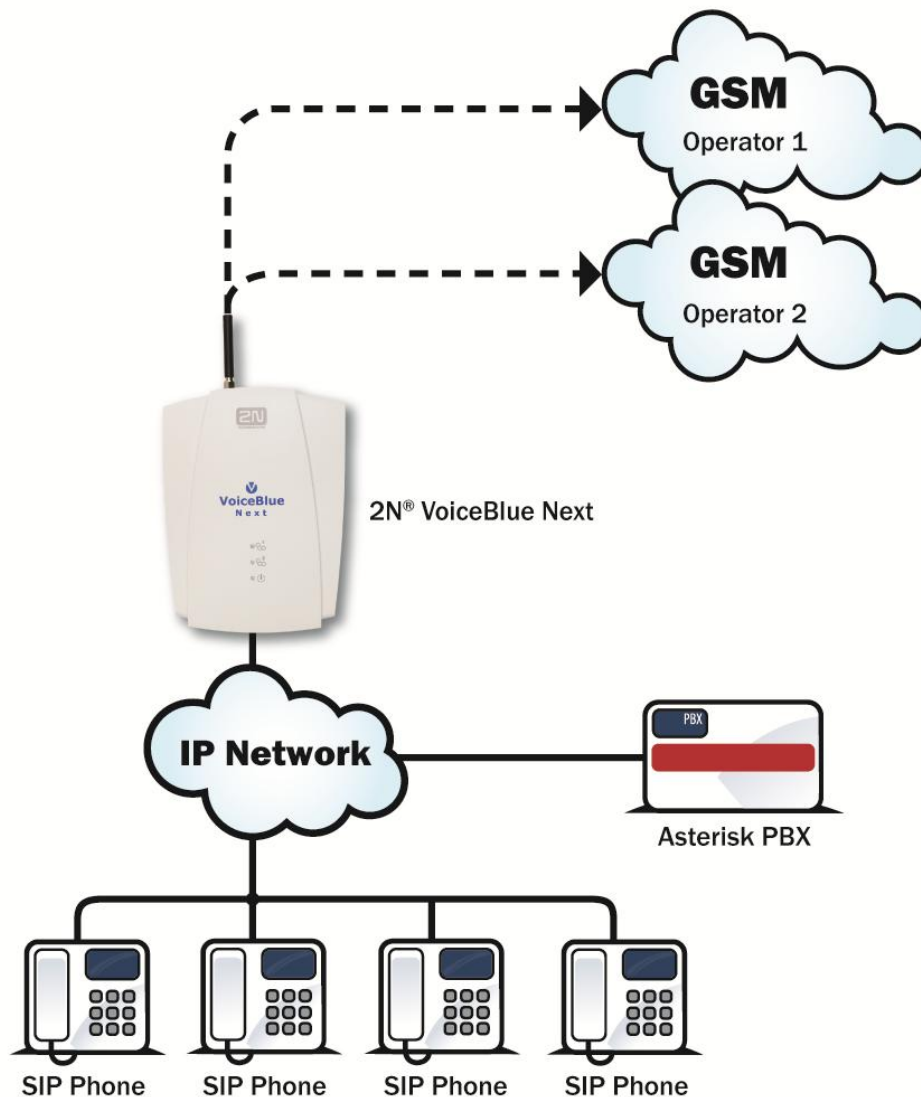 GSM
Operator 1
GSM
Operator 2
2N
VoiceBlue
Next
2N® VoiceBlue Next
IP Network
PBX
Asterisk PBX
SIP Phone
SIP Phone
SIP Phone
SIP Phone